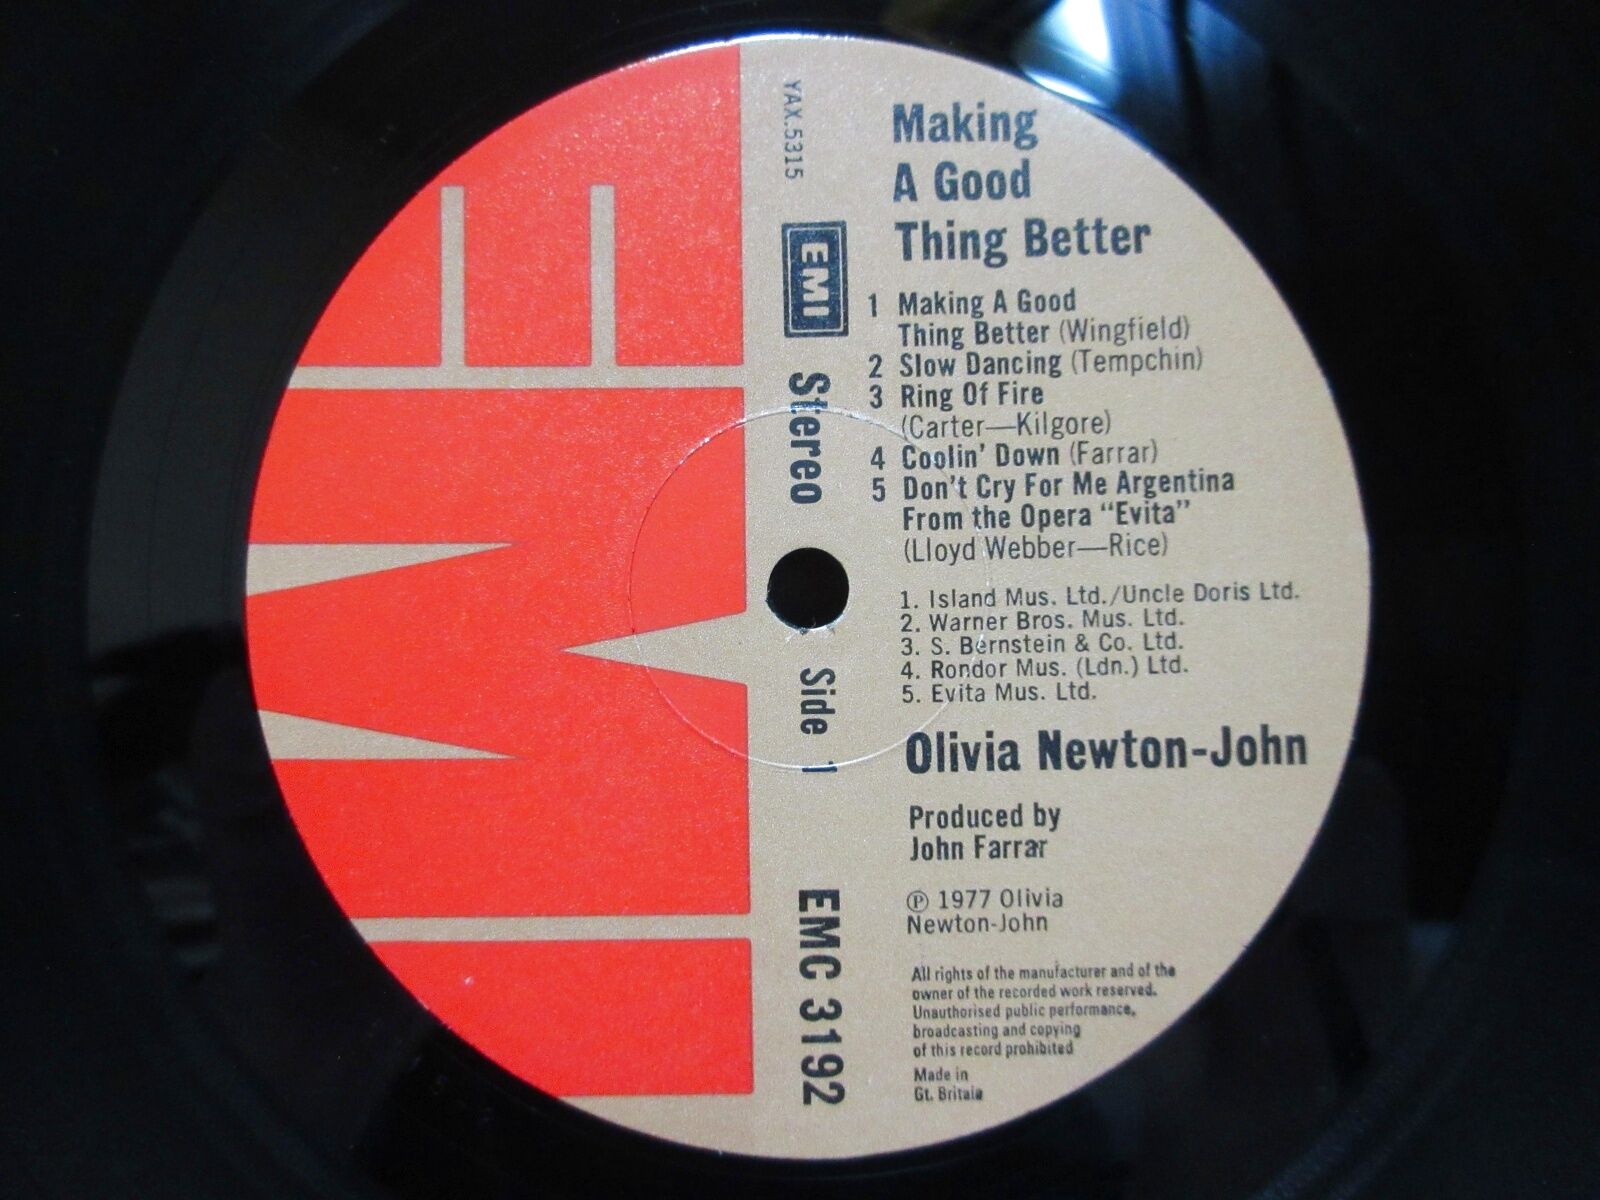 YAX.5315
EMI
Stereo
Side 1
EMC 3192
Making
A Good
Thing Better
1 Making A Good
Thing Better (Wingfield)
2 Slow Dancing (Tempchin)
3 Ring Of Fire
(Carter—Kilgore)
4 Coolin' Down (Farrar)
5 Don't Cry For Me Argentina
From the Opera "Evita"
(Lloyd Webber—Rice)
1. Island Mus. Ltd./Uncle Doris Ltd.
2. Warner Bros. Mus. Ltd.
3. S. Bernstein & Co. Ltd.
4. Rondor Mus. (Ldn.) Ltd.
5. Evita Mus. Ltd.
Olivia Newton-John
Produced by
John Farrar
℗ 1977 Olivia
Newton-John
All rights of the manufacturer and of the
owner of the recorded work reserved.
Unauthorised public performance,
broadcasting and copying
of this record prohibited
Made in
Gt. Britain